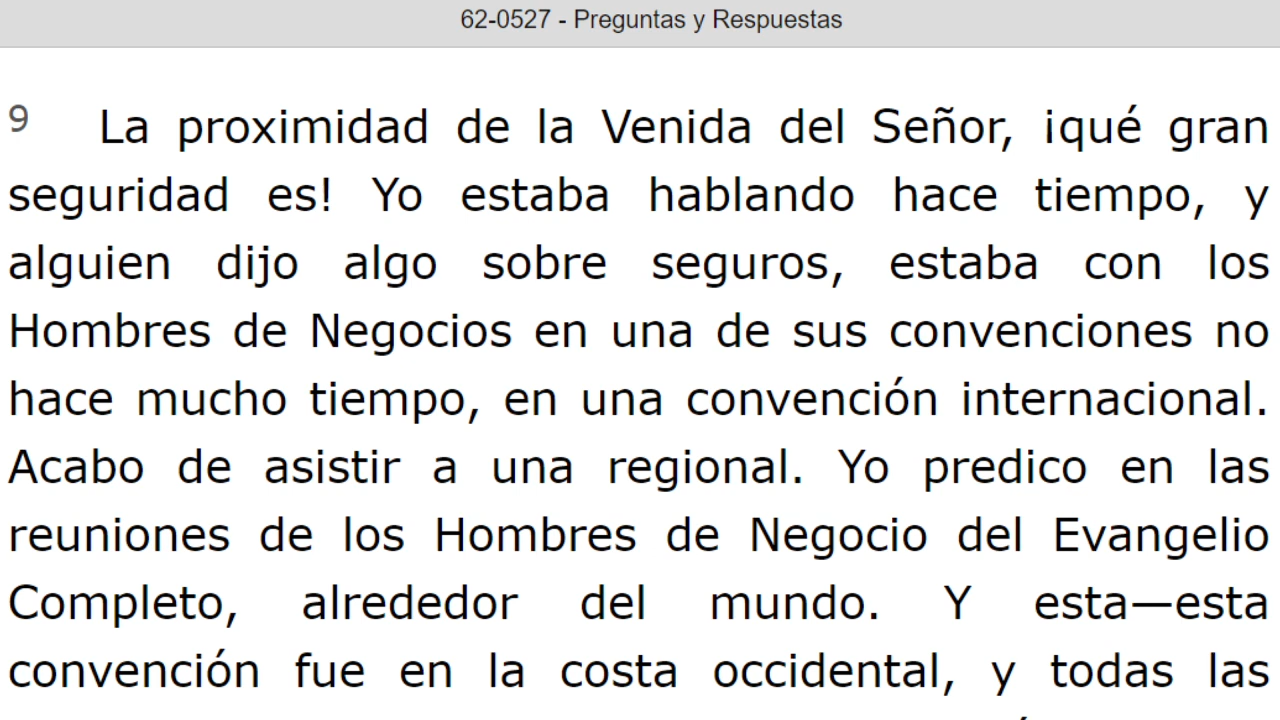 62-0527 - Preguntas y Respuestas
9 La proximidad de la Venida del Señor, ¡qué gran
seguridad es! Yo estaba hablando hace tiempo, y
alguien dijo algo sobre seguros, estaba con los
Hombres de Negocios en una de sus convenciones no
hace mucho tiempo, en una convención internacional.
Acabo de asistir a una regional. Yo predico en las
reuniones de los Hombres de Negocio del Evangelio
Completo, alrededor del mundo. Y esta—esta
convención fue en la costa occidental, y todas las